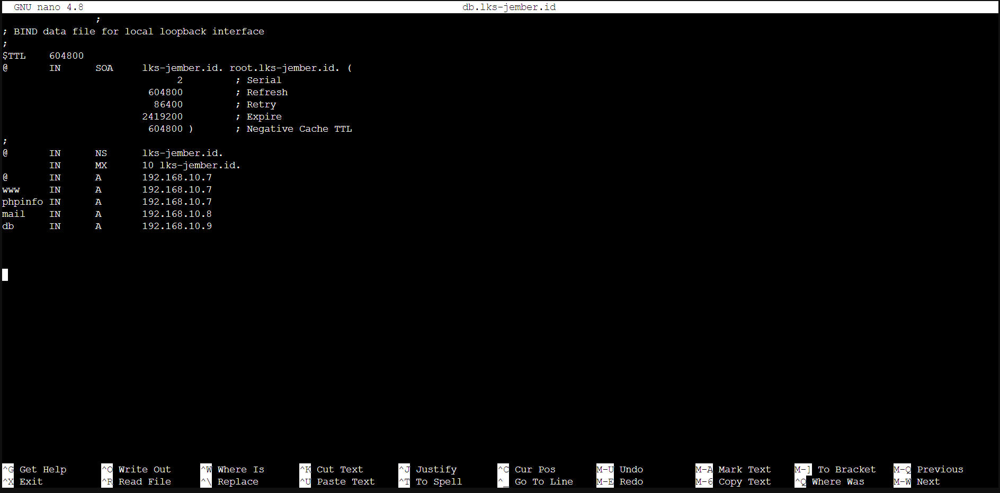 GNU nano 4.8 db.lks-jember.id
;
; BIND data file for local loopback interface
;
$TTL 604800
@ IN SOA lks-jember.id. root.lks-jember.id. (
2 ; Serial
604800 ; Refresh
86400 ; Retry
2419200 ; Expire
604800 ) ; Negative Cache TTL
;
@ IN NS lks-jember.id.
IN MX 10 lks-jember.id.
@ IN A 192.168.10.7
www IN A 192.168.10.7
phpinfo IN A 192.168.10.7
mail IN A 192.168.10.8
db IN A 192.168.10.9
^G Get Help ^O Write Out ^W Where Is ^K Cut Text ^J Justify ^C Cur Pos M-U Undo M-A Mark Text M-] To Bracket M-Q Previous
^X Exit ^R Read File ^\ Replace ^U Paste Text ^T To Spell ^_ Go To Line M-E Redo M-6 Copy Text ^Q Where Was M-W Next